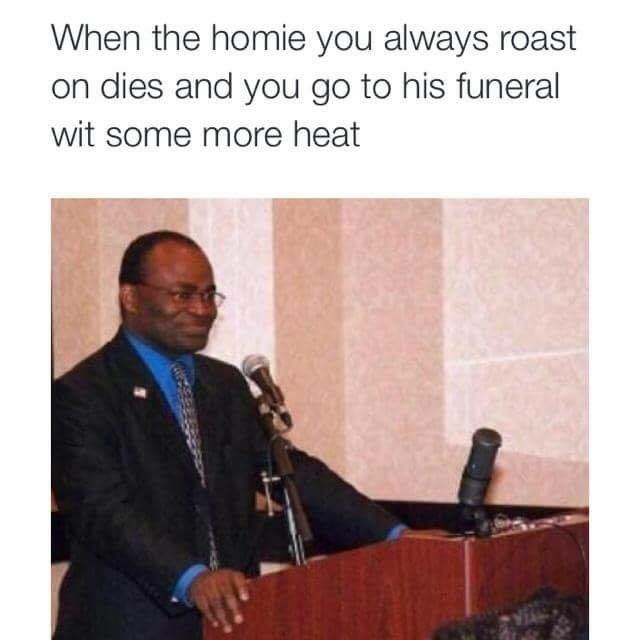 When the homie you always roast
on dies and you go to his funeral
wit some more heat